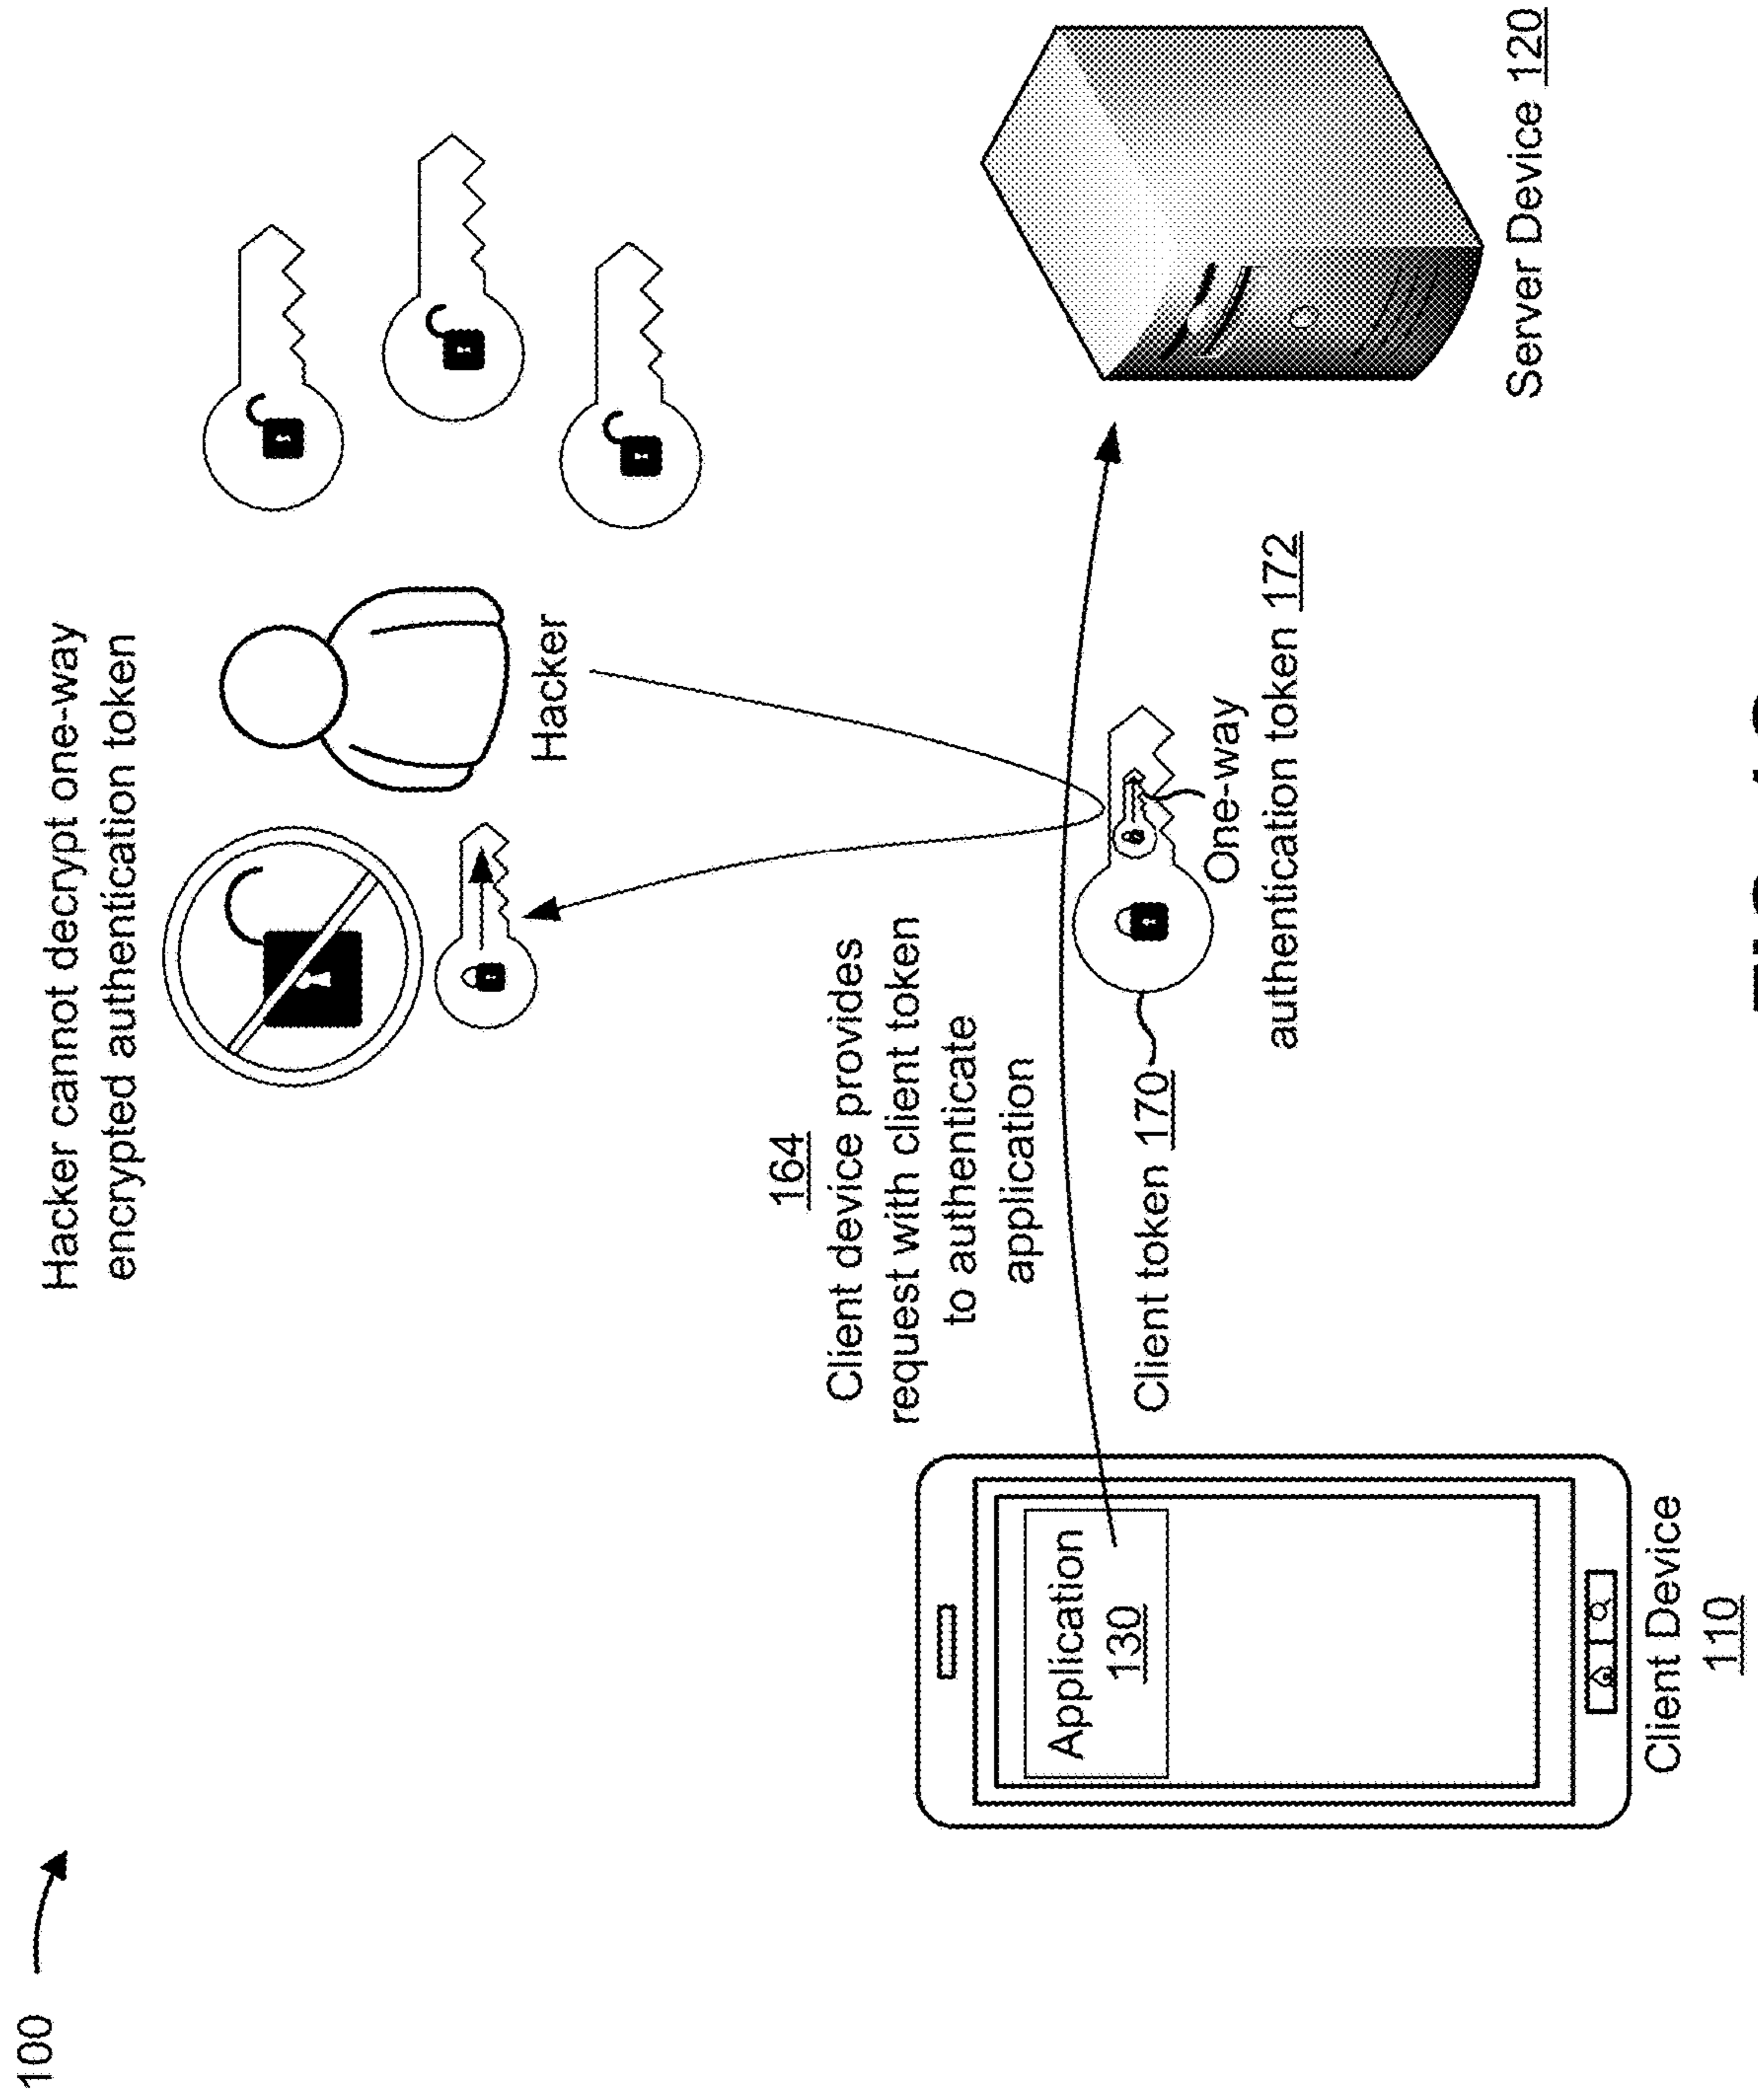 100
Hacker cannot decrypt one-way
encrypted authentication token
Hacker
164
Client device provides
request with client token
to authenticate
application
Application
130
Client token 170
One-way
authentication token 172
Client Device
110
Server Device 120